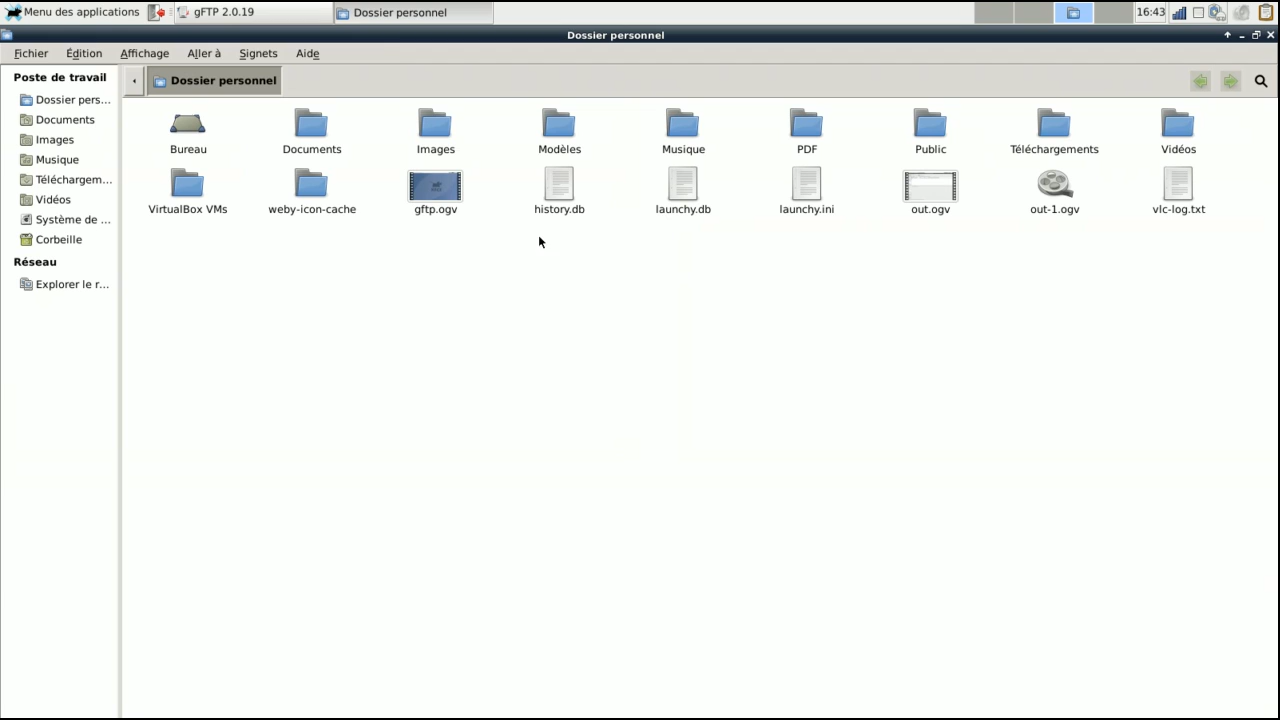 Menu des applications gFTP 2.0.19 Dossier personnel 16:43
Dossier personnel
Fichier Édition Affichage Aller à Signets Aide
Poste de travail
Dossier pers...
Documents
Images
Musique
Téléchargem...
Vidéos
Système de ...
Corbeille
Réseau
Explorer le r...
Dossier personnel
Bureau Documents Images Modèles Musique PDF Public Téléchargements Vidéos
VirtualBox VMs weby-icon-cache gftp.ogv history.db launchy.db launchy.ini out.ogv out-1.ogv vlc-log.txt